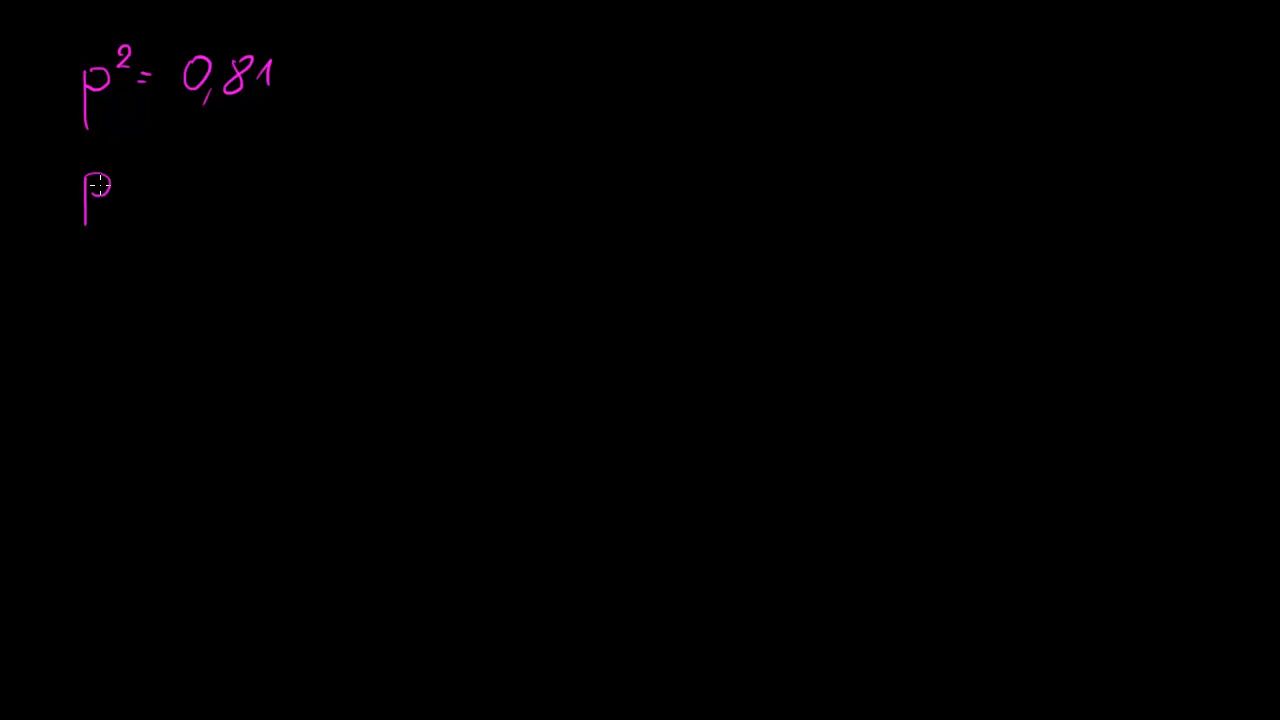 p² = 0,81
p